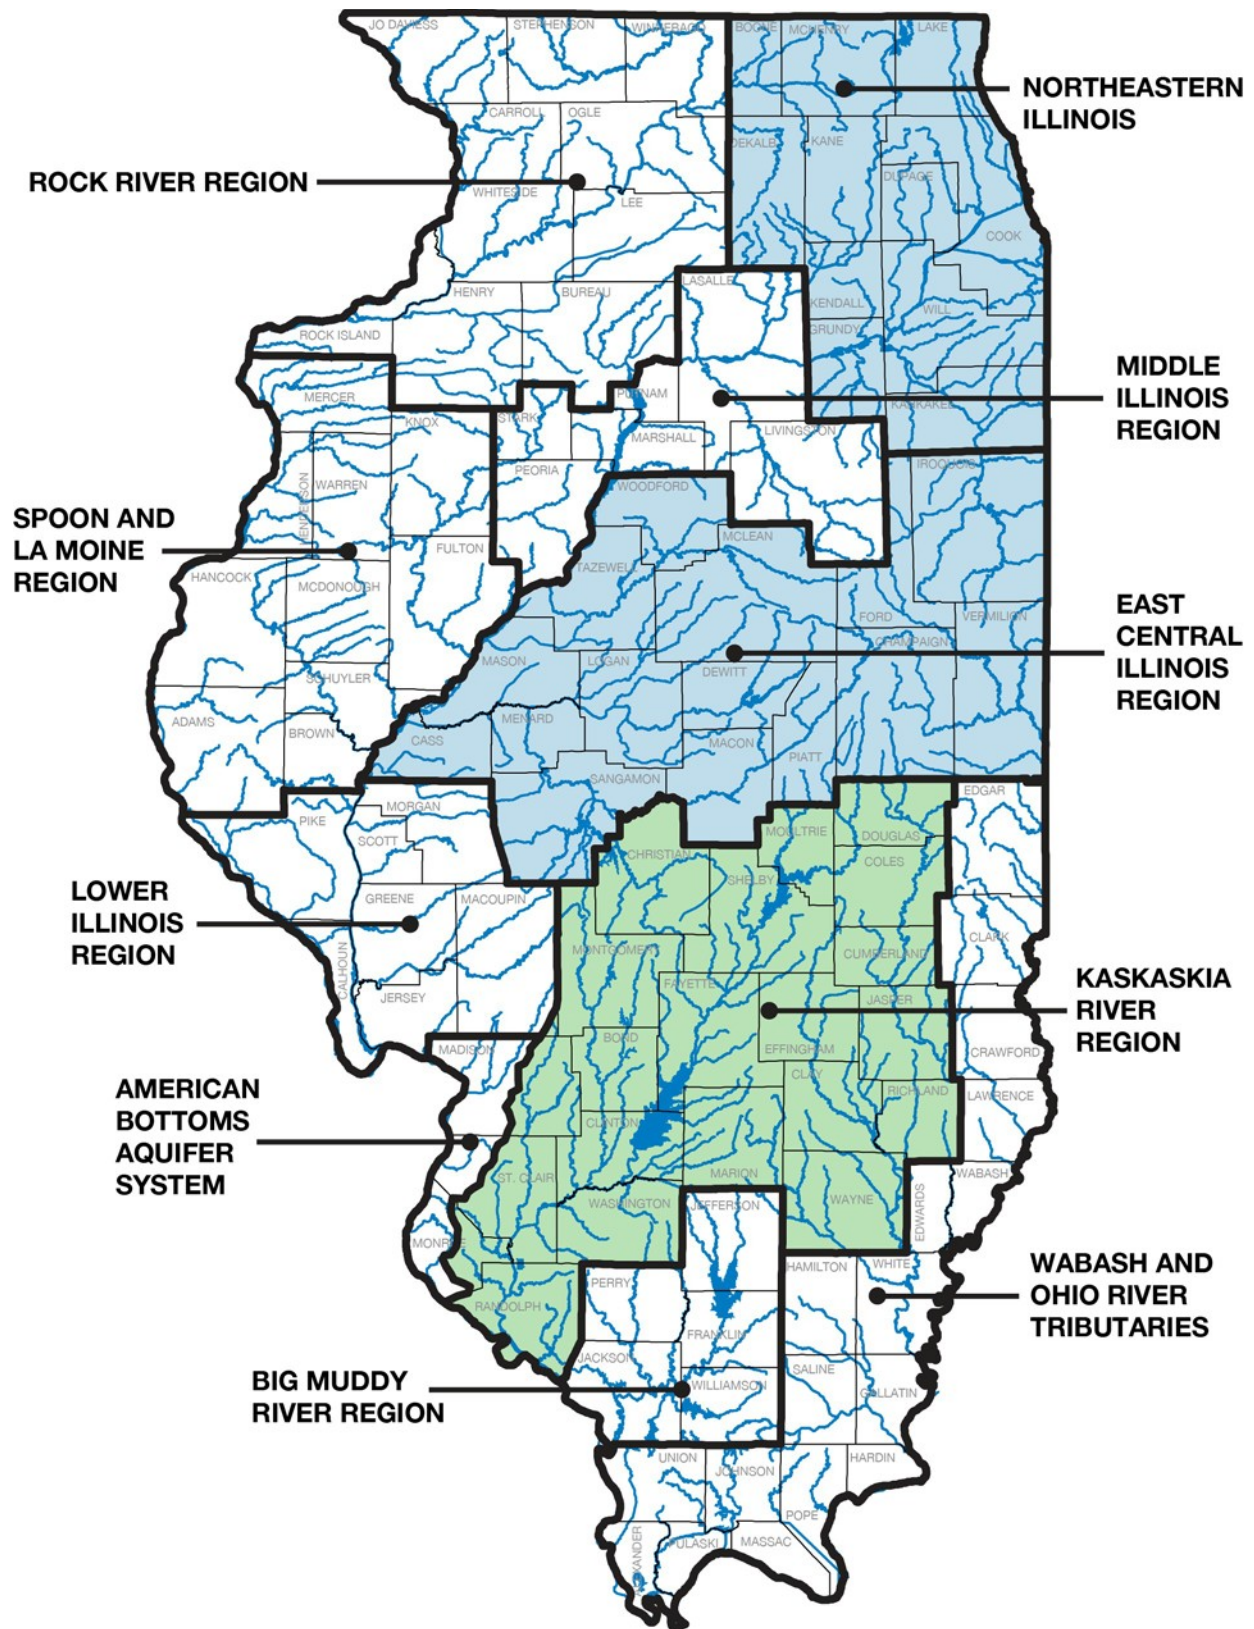 JO DAVIESS
STEPHENSON
WINNEBAGO
BOONE
MCHENRY
LAKE
NORTHEASTERN
ILLINOIS
CARROLL
OGLE
DEKALB
KANE
DUPAGE
ROCK RIVER REGION
WHITESIDE
LEE
COOK
HENRY
BUREAU
LASALLE
KENDALL
WILL
ROCK ISLAND
GRUNDY
MIDDLE
ILLINOIS
REGION
MERCER
PUTNAM
KANKAKEE
KNOX
STARK
MARSHALL
LIVINGSTON
PEORIA
IROQUOIS
WARREN
HENDERSON
WOODFORD
SPOON AND
LA MOINE
REGION
FULTON
MCLEAN
HANCOCK
MCDONOUGH
TAZEWELL
FORD
VERMILION
EAST
CENTRAL
ILLINOIS
REGION
CHAMPAIGN
MASON
LOGAN
DEWITT
SCHUYLER
ADAMS
BROWN
CASS
MENARD
MACON
PIATT
SANGAMON
EDGAR
MORGAN
PIKE
SCOTT
CHRISTIAN
MOULTRIE
DOUGLAS
COLES
SHELBY
LOWER
ILLINOIS
REGION
GREENE
MACOUPIN
CALHOUN
JERSEY
MONTGOMERY
CUMBERLAND
CLARK
FAYETTE
JASPER
KASKASKIA
RIVER
REGION
MADISON
BOND
EFFINGHAM
CRAWFORD
CLAY
RICHLAND
LAWRENCE
AMERICAN
BOTTOMS
AQUIFER
SYSTEM
CLINTON
ST. CLAIR
MARION
WABASH
WASHINGTON
JEFFERSON
WAYNE
EDWARDS
MONROE
PERRY
HAMILTON
WHITE
WABASH AND
OHIO RIVER
TRIBUTARIES
RANDOLPH
FRANKLIN
JACKSON
WILLIAMSON
SALINE
GALLATIN
BIG MUDDY
RIVER REGION
UNION
JOHNSON
HARDIN
POPE
ALEXANDER
PULASKI
MASSAC